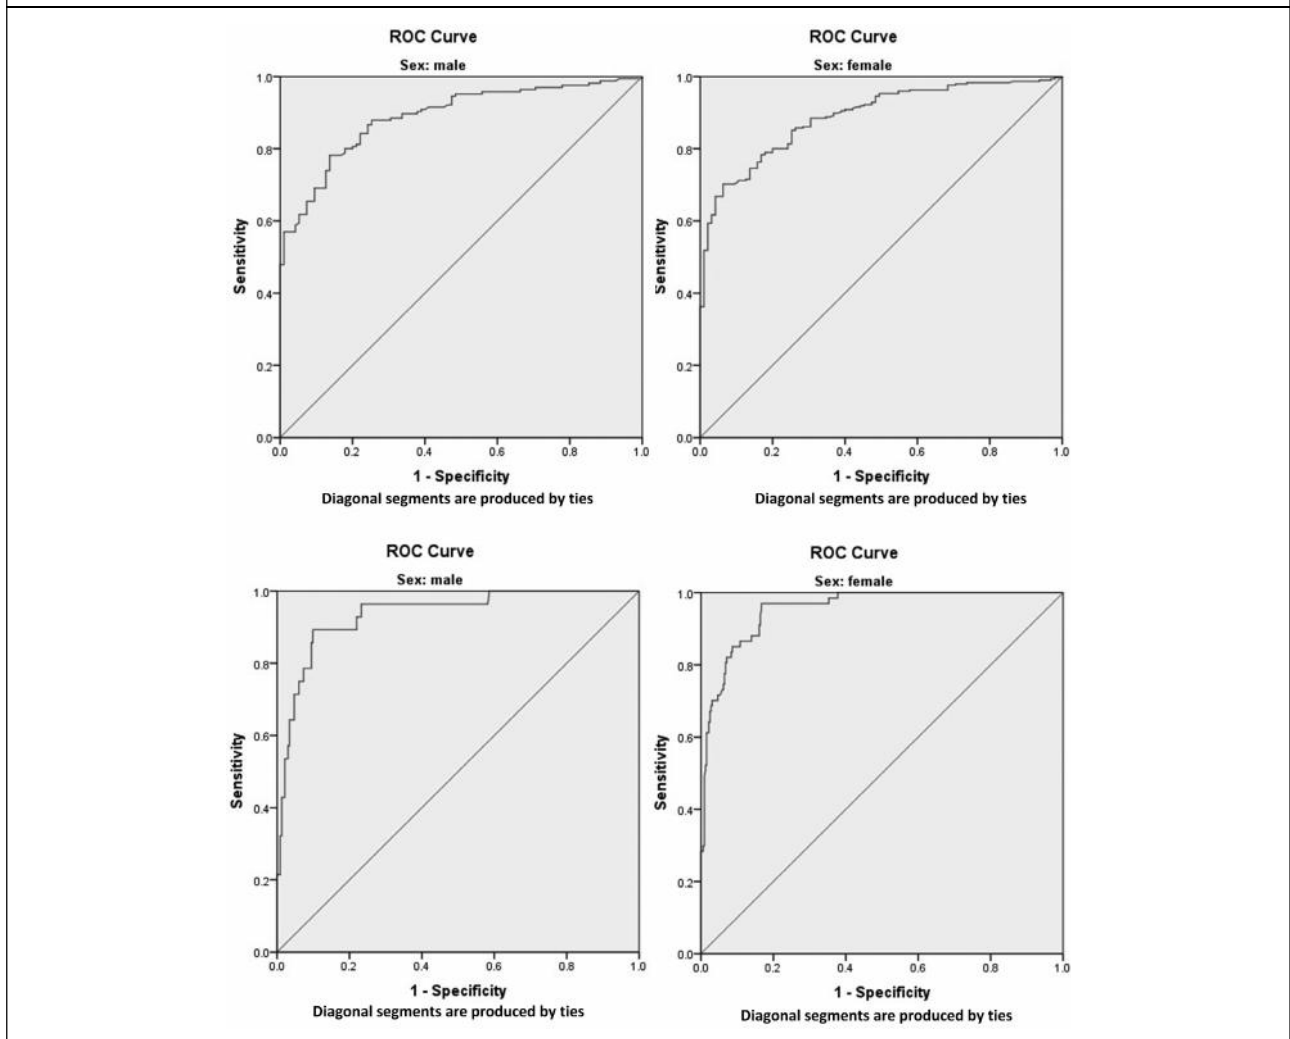 ROC Curve
Sex: male
1.0
0.8
0.6
0.4
0.2
0.0
Sensitivity
0.0 0.2 0.4 0.6 0.8 1.0
1 - Specificity
Diagonal segments are produced by ties
ROC Curve
Sex: female
1.0
0.8
0.6
0.4
0.2
0.0
Sensitivity
0.0 0.2 0.4 0.6 0.8 1.0
1 - Specificity
Diagonal segments are produced by ties
ROC Curve
Sex: male
1.0
0.8
0.6
0.4
0.2
0.0
Sensitivity
0.0 0.2 0.4 0.6 0.8 1.0
1 - Specificity
Diagonal segments are produced by ties
ROC Curve
Sex: female
1.0
0.8
0.6
0.4
0.2
0.0
Sensitivity
0.0 0.2 0.4 0.6 0.8 1.0
1 - Specificity
Diagonal segments are produced by ties